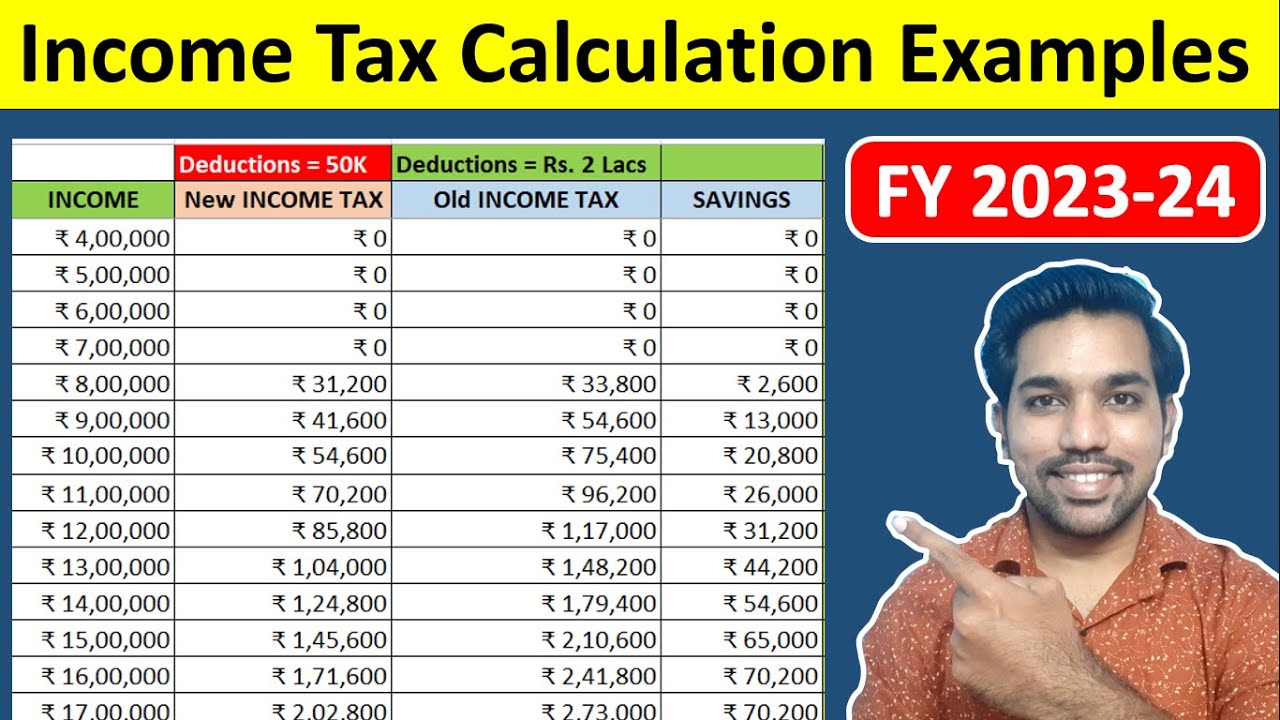 Income Tax Calculation Examples
FY 2023-24
Deductions = 50K Deductions = Rs. 2 Lacs
INCOME New INCOME TAX Old INCOME TAX SAVINGS
₹ 4,00,000 ₹ 0 ₹ 0 ₹ 0
₹ 5,00,000 ₹ 0 ₹ 0 ₹ 0
₹ 6,00,000 ₹ 0 ₹ 0 ₹ 0
₹ 7,00,000 ₹ 0 ₹ 0 ₹ 0
₹ 8,00,000 ₹ 31,200 ₹ 33,800 ₹ 2,600
₹ 9,00,000 ₹ 41,600 ₹ 54,600 ₹ 13,000
₹ 10,00,000 ₹ 54,600 ₹ 75,400 ₹ 20,800
₹ 11,00,000 ₹ 70,200 ₹ 96,200 ₹ 26,000
₹ 12,00,000 ₹ 85,800 ₹ 1,17,000 ₹ 31,200
₹ 13,00,000 ₹ 1,04,000 ₹ 1,48,200 ₹ 44,200
₹ 14,00,000 ₹ 1,24,800 ₹ 1,79,400 ₹ 54,600
₹ 15,00,000 ₹ 1,45,600 ₹ 2,10,600 ₹ 65,000
₹ 16,00,000 ₹ 1,71,600 ₹ 2,41,800 ₹ 70,200
₹ 17,00,000 ₹ 2,02,800 ₹ 2,73,000 ₹ 70,200